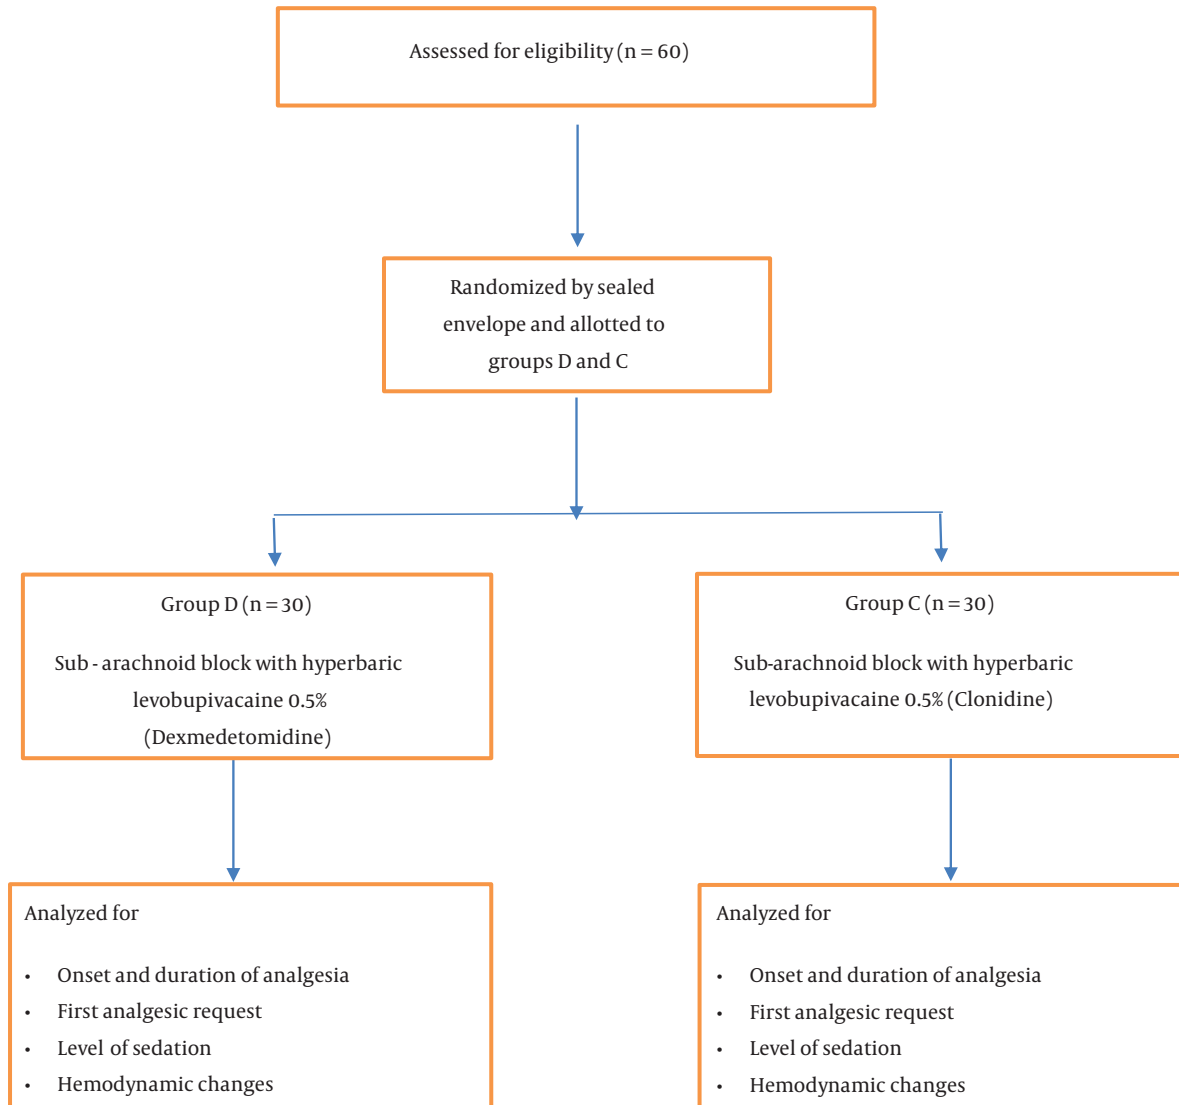 Assessed for eligibility (n = 60)
Randomized by sealed
envelope and allotted to
groups D and C
Group D (n = 30)
Sub - arachnoid block with hyperbaric
levobupivacaine 0.5%
(Dexmedetomidine)
Group C (n = 30)
Sub-arachnoid block with hyperbaric
levobupivacaine 0.5% (Clonidine)
Analyzed for
• Onset and duration of analgesia
• First analgesic request
• Level of sedation
• Hemodynamic changes
Analyzed for
• Onset and duration of analgesia
• First analgesic request
• Level of sedation
• Hemodynamic changes